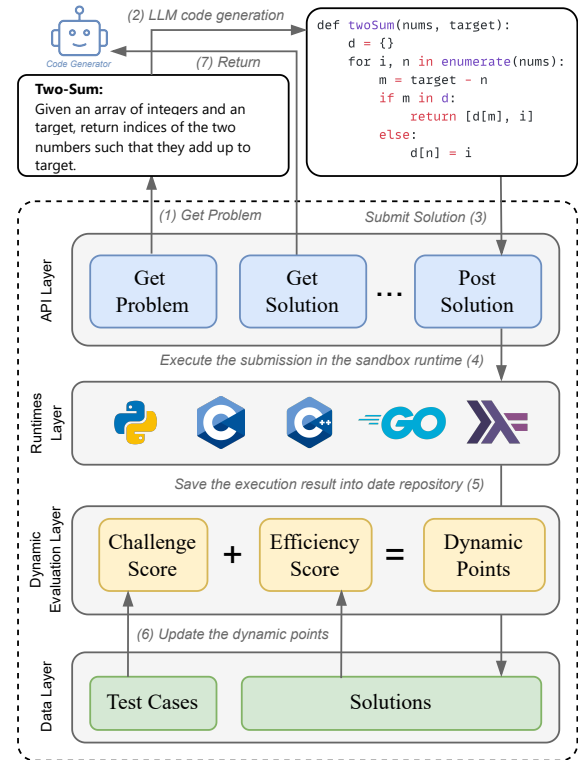 (2) LLM code generation
Code Generator
(7) Return
Two-Sum:
Given an array of integers and an
target, return indices of the two
numbers such that they add up to
target.
def twoSum(nums, target):
d = {}
for i, n in enumerate(nums):
m = target - n
if m in d:
return [d[m], i]
else:
d[n] = i
(1) Get Problem
Submit Solution (3)
API Layer
Get
Problem
Get
Solution
...
Post
Solution
Execute the submission in the sandbox runtime (4)
Runtimes
Layer
C
C++
GO
Save the execution result into date repository (5)
Dynamic
Evaluation Layer
Challenge
Score
+
Efficiency
Score
=
Dynamic
Points
(6) Update the dynamic points
Data Layer
Test Cases
Solutions